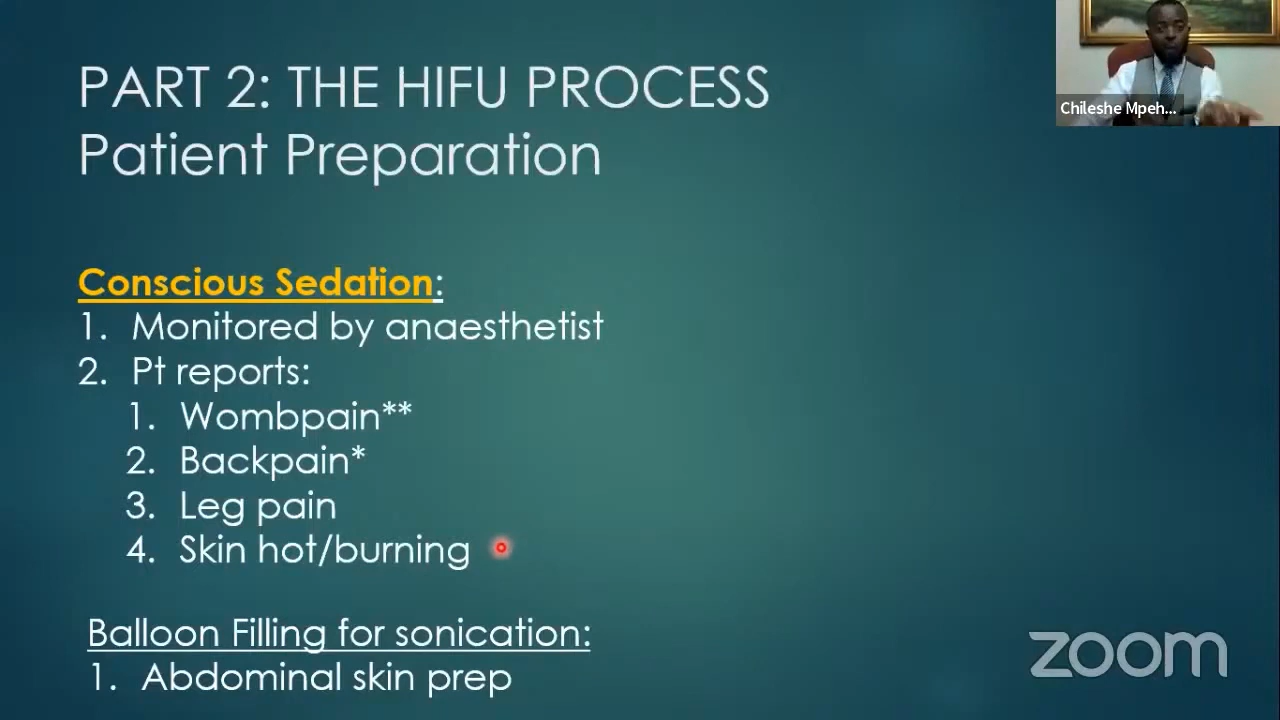 PART 2: THE HIFU PROCESS
Patient Preparation
Chileshe Mpeh...
Conscious Sedation:
1. Monitored by anaesthetist
2. Pt reports:
1. Wombpain**
2. Backpain*
3. Leg pain
4. Skin hot/burning
Balloon Filling for sonication:
1. Abdominal skin prep
zoom